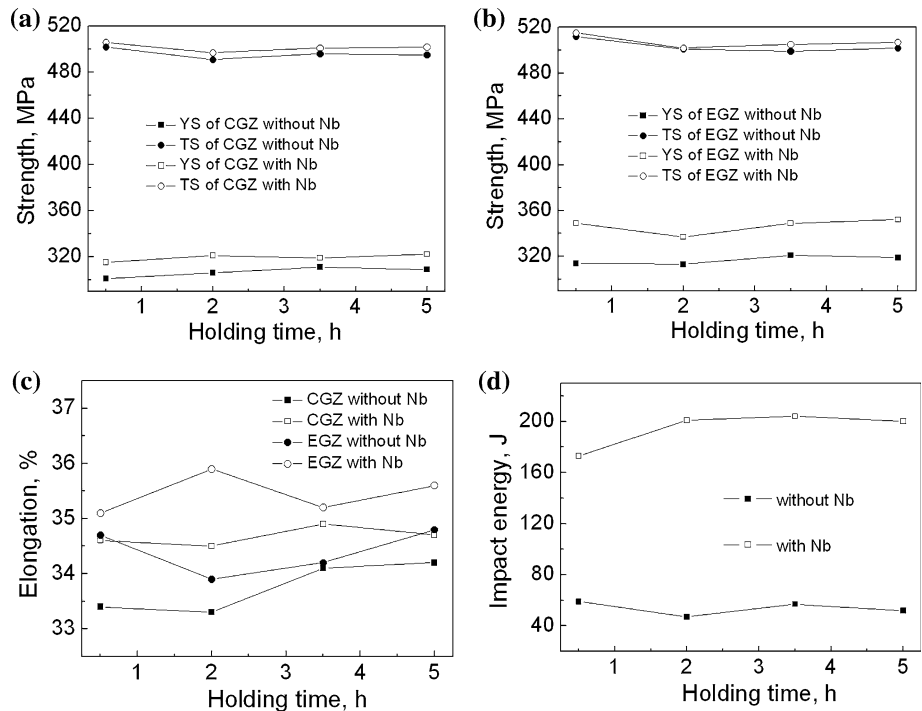 (a)
520
480
440
400
360
320
Strength, MPa
YS of CGZ without Nb
TS of CGZ without Nb
YS of CGZ with Nb
TS of CGZ with Nb
1 2 3 4 5
Holding time, h
(b)
520
480
440
400
360
320
Strength, MPa
YS of EGZ without Nb
TS of EGZ without Nb
YS of EGZ with Nb
TS of EGZ with Nb
1 2 3 4 5
Holding time, h
(c)
37
36
35
34
33
Elongation, %
CGZ without Nb
CGZ with Nb
EGZ without Nb
EGZ with Nb
1 2 3 4 5
Holding time, h
(d)
200
160
120
80
40
Impact energy, J
without Nb
with Nb
1 2 3 4 5
Holding time, h